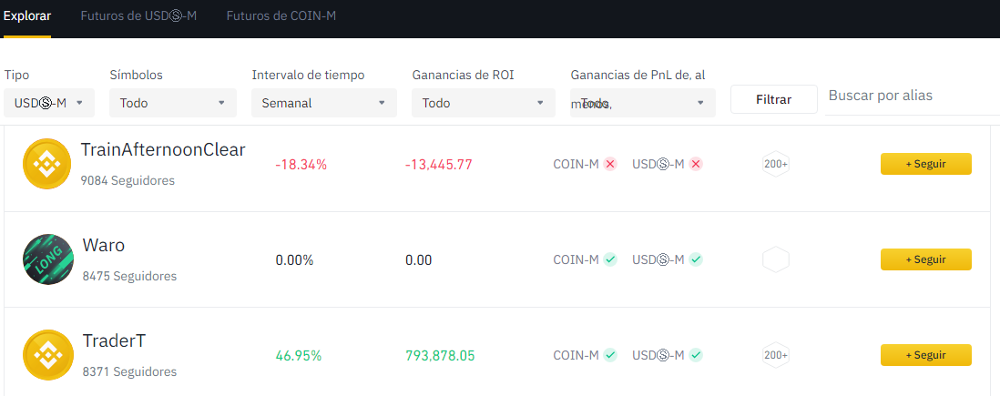 Explorar Futuros de USDⓈ-M Futuros de COIN-M
Tipo Símbolos Intervalo de tiempo Ganancias de ROI Ganancias de PnL de, al menos,
USDⓈ-M Todo Semanal Todo Todo Filtrar Buscar por alias
TrainAfternoonClear
9084 Seguidores
-18.34% -13,445.77 COIN-M USDⓈ-M 200+ + Seguir
Waro
8475 Seguidores
LONG
0.00% 0.00 COIN-M USDⓈ-M + Seguir
TraderT
8371 Seguidores
46.95% 793,878.05 COIN-M USDⓈ-M 200+ + Seguir